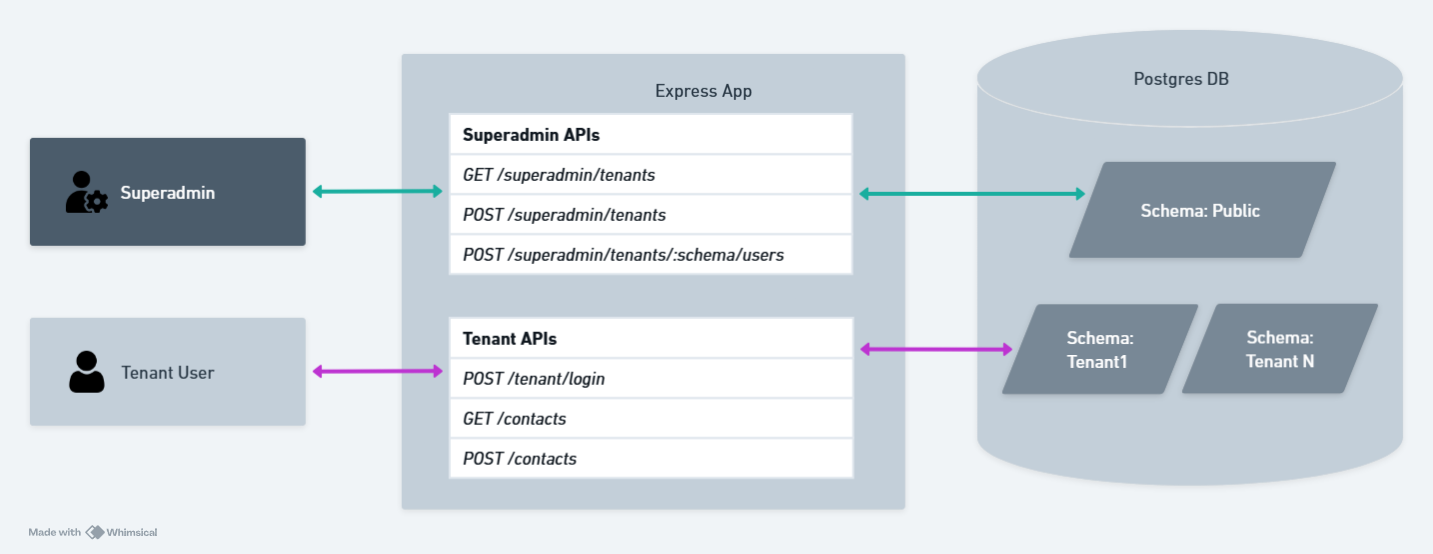 Express App
Postgres DB
Superadmin
Superadmin APIs
GET /superadmin/tenants
POST /superadmin/tenants
POST /superadmin/tenants/:schema/users
Schema: Public
Tenant User
Tenant APIs
POST /tenant/login
GET /contacts
POST /contacts
Schema:
Tenant1
Schema:
Tenant N
Made with Whimsical